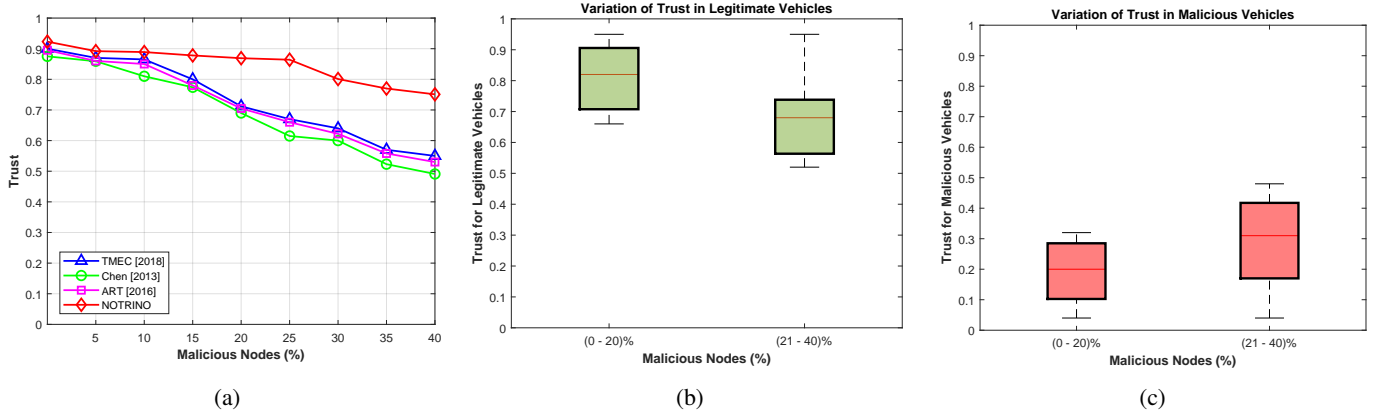 1
0.9
0.8
0.7
0.6
0.5
0.4
0.3
0.2
0.1
0
Trust
TMEC [2018]
Chen [2013]
ART [2016]
NOTRINO
5 10 15 20 25 30 35 40
Malicious Nodes (%)
(a)
Variation of Trust in Legitimate Vehicles
1
0.9
0.8
0.7
0.6
0.5
0.4
0.3
0.2
0.1
0
Trust for Legitimate Vehicles
(0 - 20)% (21 - 40)%
Malicious Nodes (%)
(b)
Variation of Trust in Malicious Vehicles
1
0.9
0.8
0.7
0.6
0.5
0.4
0.3
0.2
0.1
0
Trust for Malicious Vehicles
(0 - 20)% (21 - 40)%
Malicious Nodes (%)
(c)